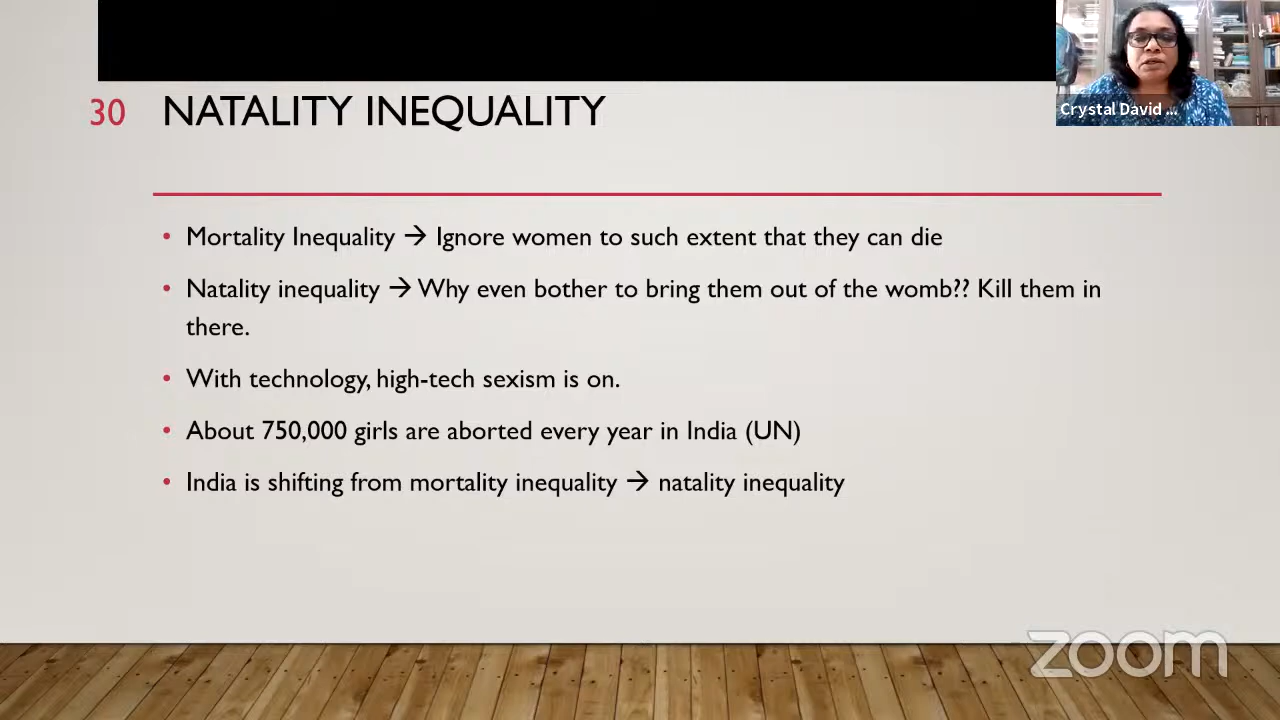 30 NATALITY INEQUALITY
Crystal David ...
• Mortality Inequality → Ignore women to such extent that they can die
• Natality inequality → Why even bother to bring them out of the womb?? Kill them in
there.
• With technology, high-tech sexism is on.
• About 750,000 girls are aborted every year in India (UN)
• India is shifting from mortality inequality → natality inequality
zoom